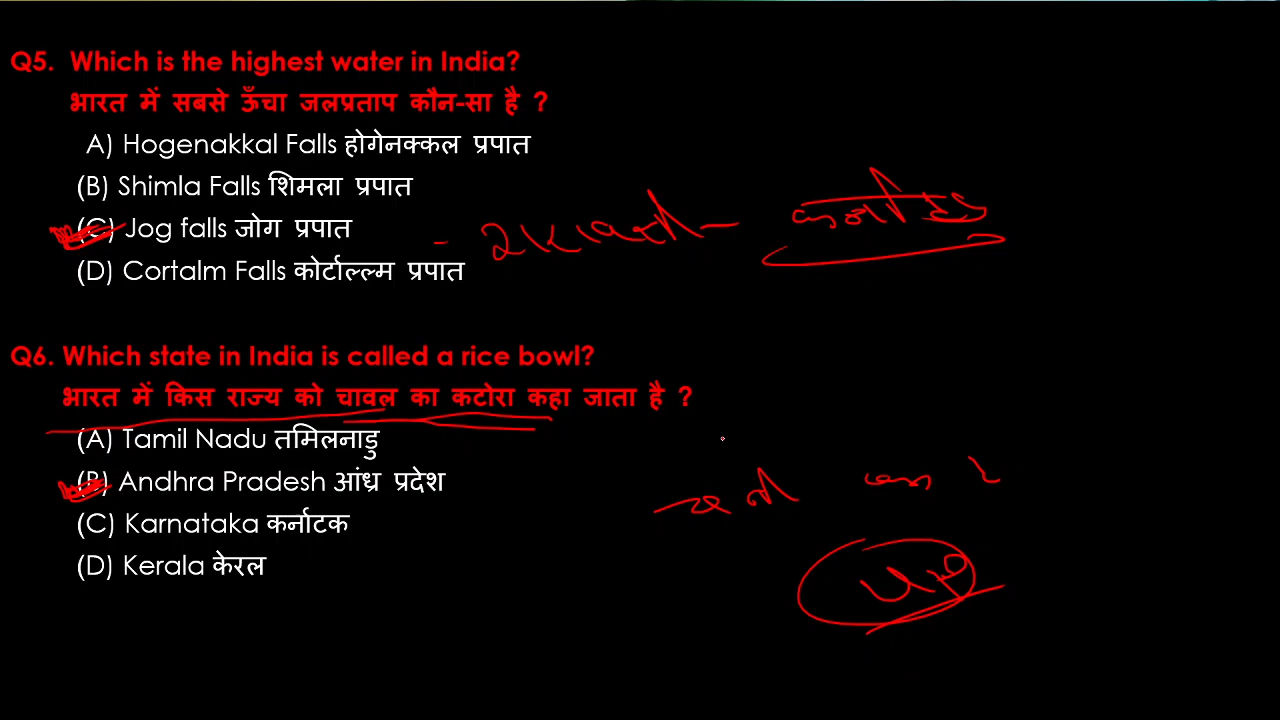 Q5. Which is the highest water in India?
भारत में सबसे ऊँचा जलप्रताप कौन-सा है ?
A) Hogenakkal Falls होगेनक्कल प्रपात
(B) Shimla Falls शिमला प्रपात
(C) Jog falls जोग प्रपात
(D) Cortalm Falls कोर्टाल्ल्म प्रपात
Q6. Which state in India is called a rice bowl?
भारत में किस राज्य को चावल का कटोरा कहा जाता है ?
(A) Tamil Nadu तमिलनाडु
(B) Andhra Pradesh आंध्र प्रदेश
(C) Karnataka कर्नाटक
(D) Kerala केरल
UP